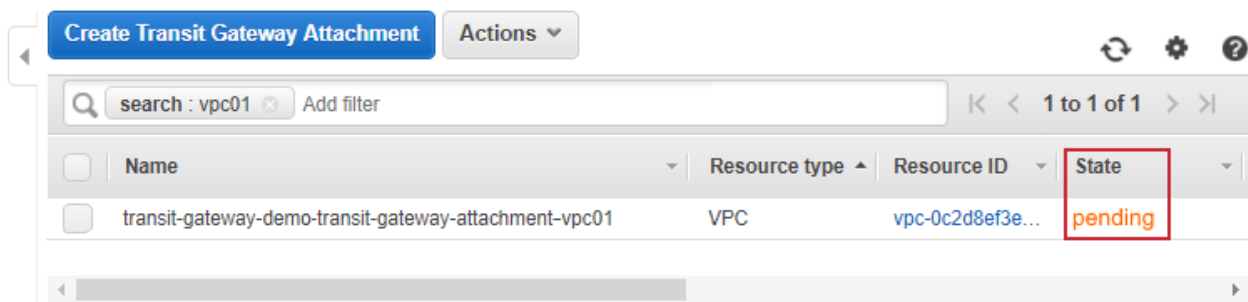 Create Transit Gateway Attachment Actions
search : vpc01 Add filter 1 to 1 of 1
Name Resource type Resource ID State
transit-gateway-demo-transit-gateway-attachment-vpc01 VPC vpc-0c2d8ef3e... pending